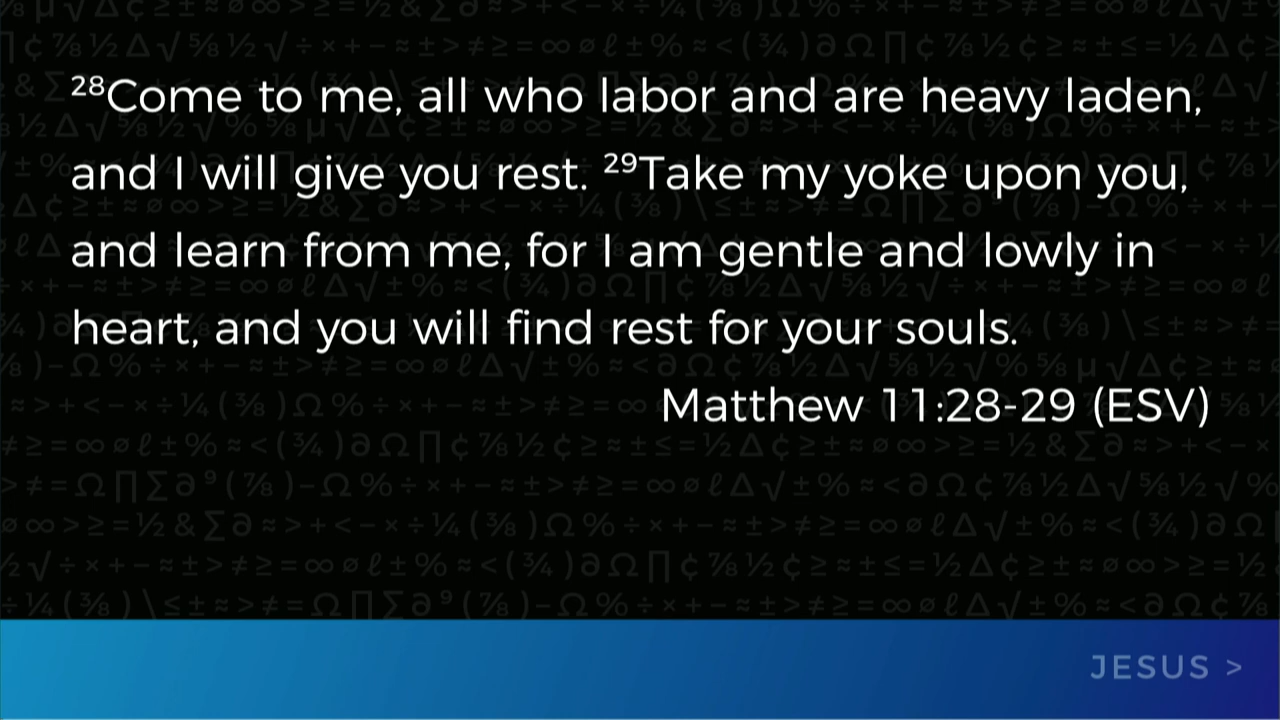 ²⁸Come to me, all who labor and are heavy laden,
and I will give you rest. ²⁹Take my yoke upon you,
and learn from me, for I am gentle and lowly in
heart, and you will find rest for your souls.
Matthew 11:28-29 (ESV)
JESUS >